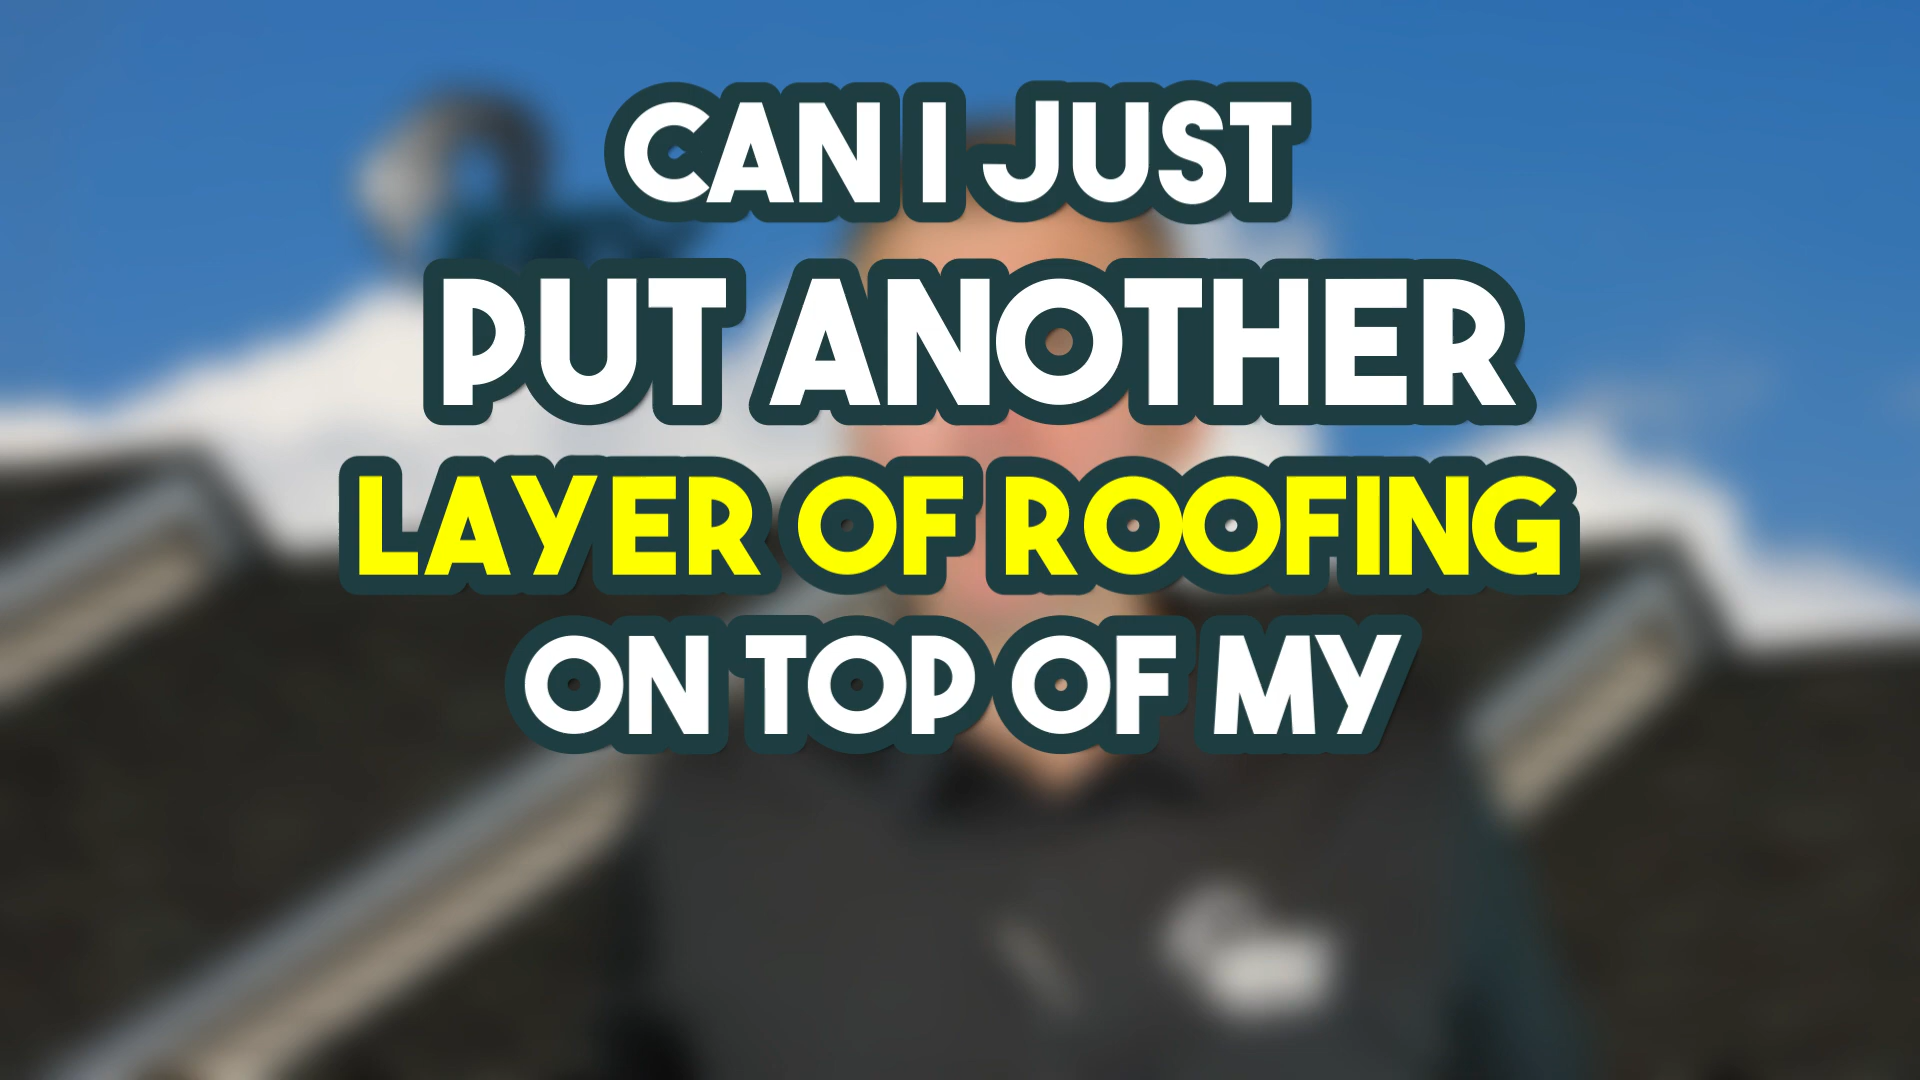 CAN I JUST
PUT ANOTHER
LAYER OF ROOFING
ON TOP OF MY